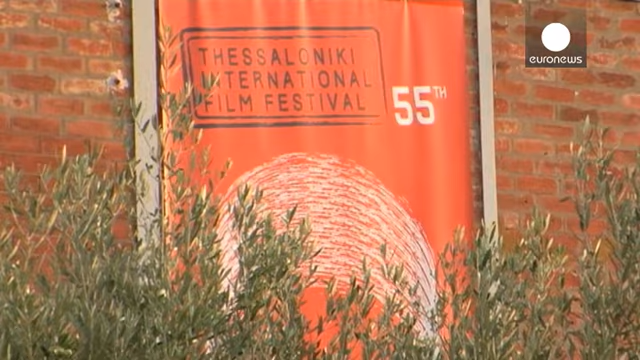 THESSALONIKI
INTERNATIONAL
FILM FESTIVAL
55TH
euronews